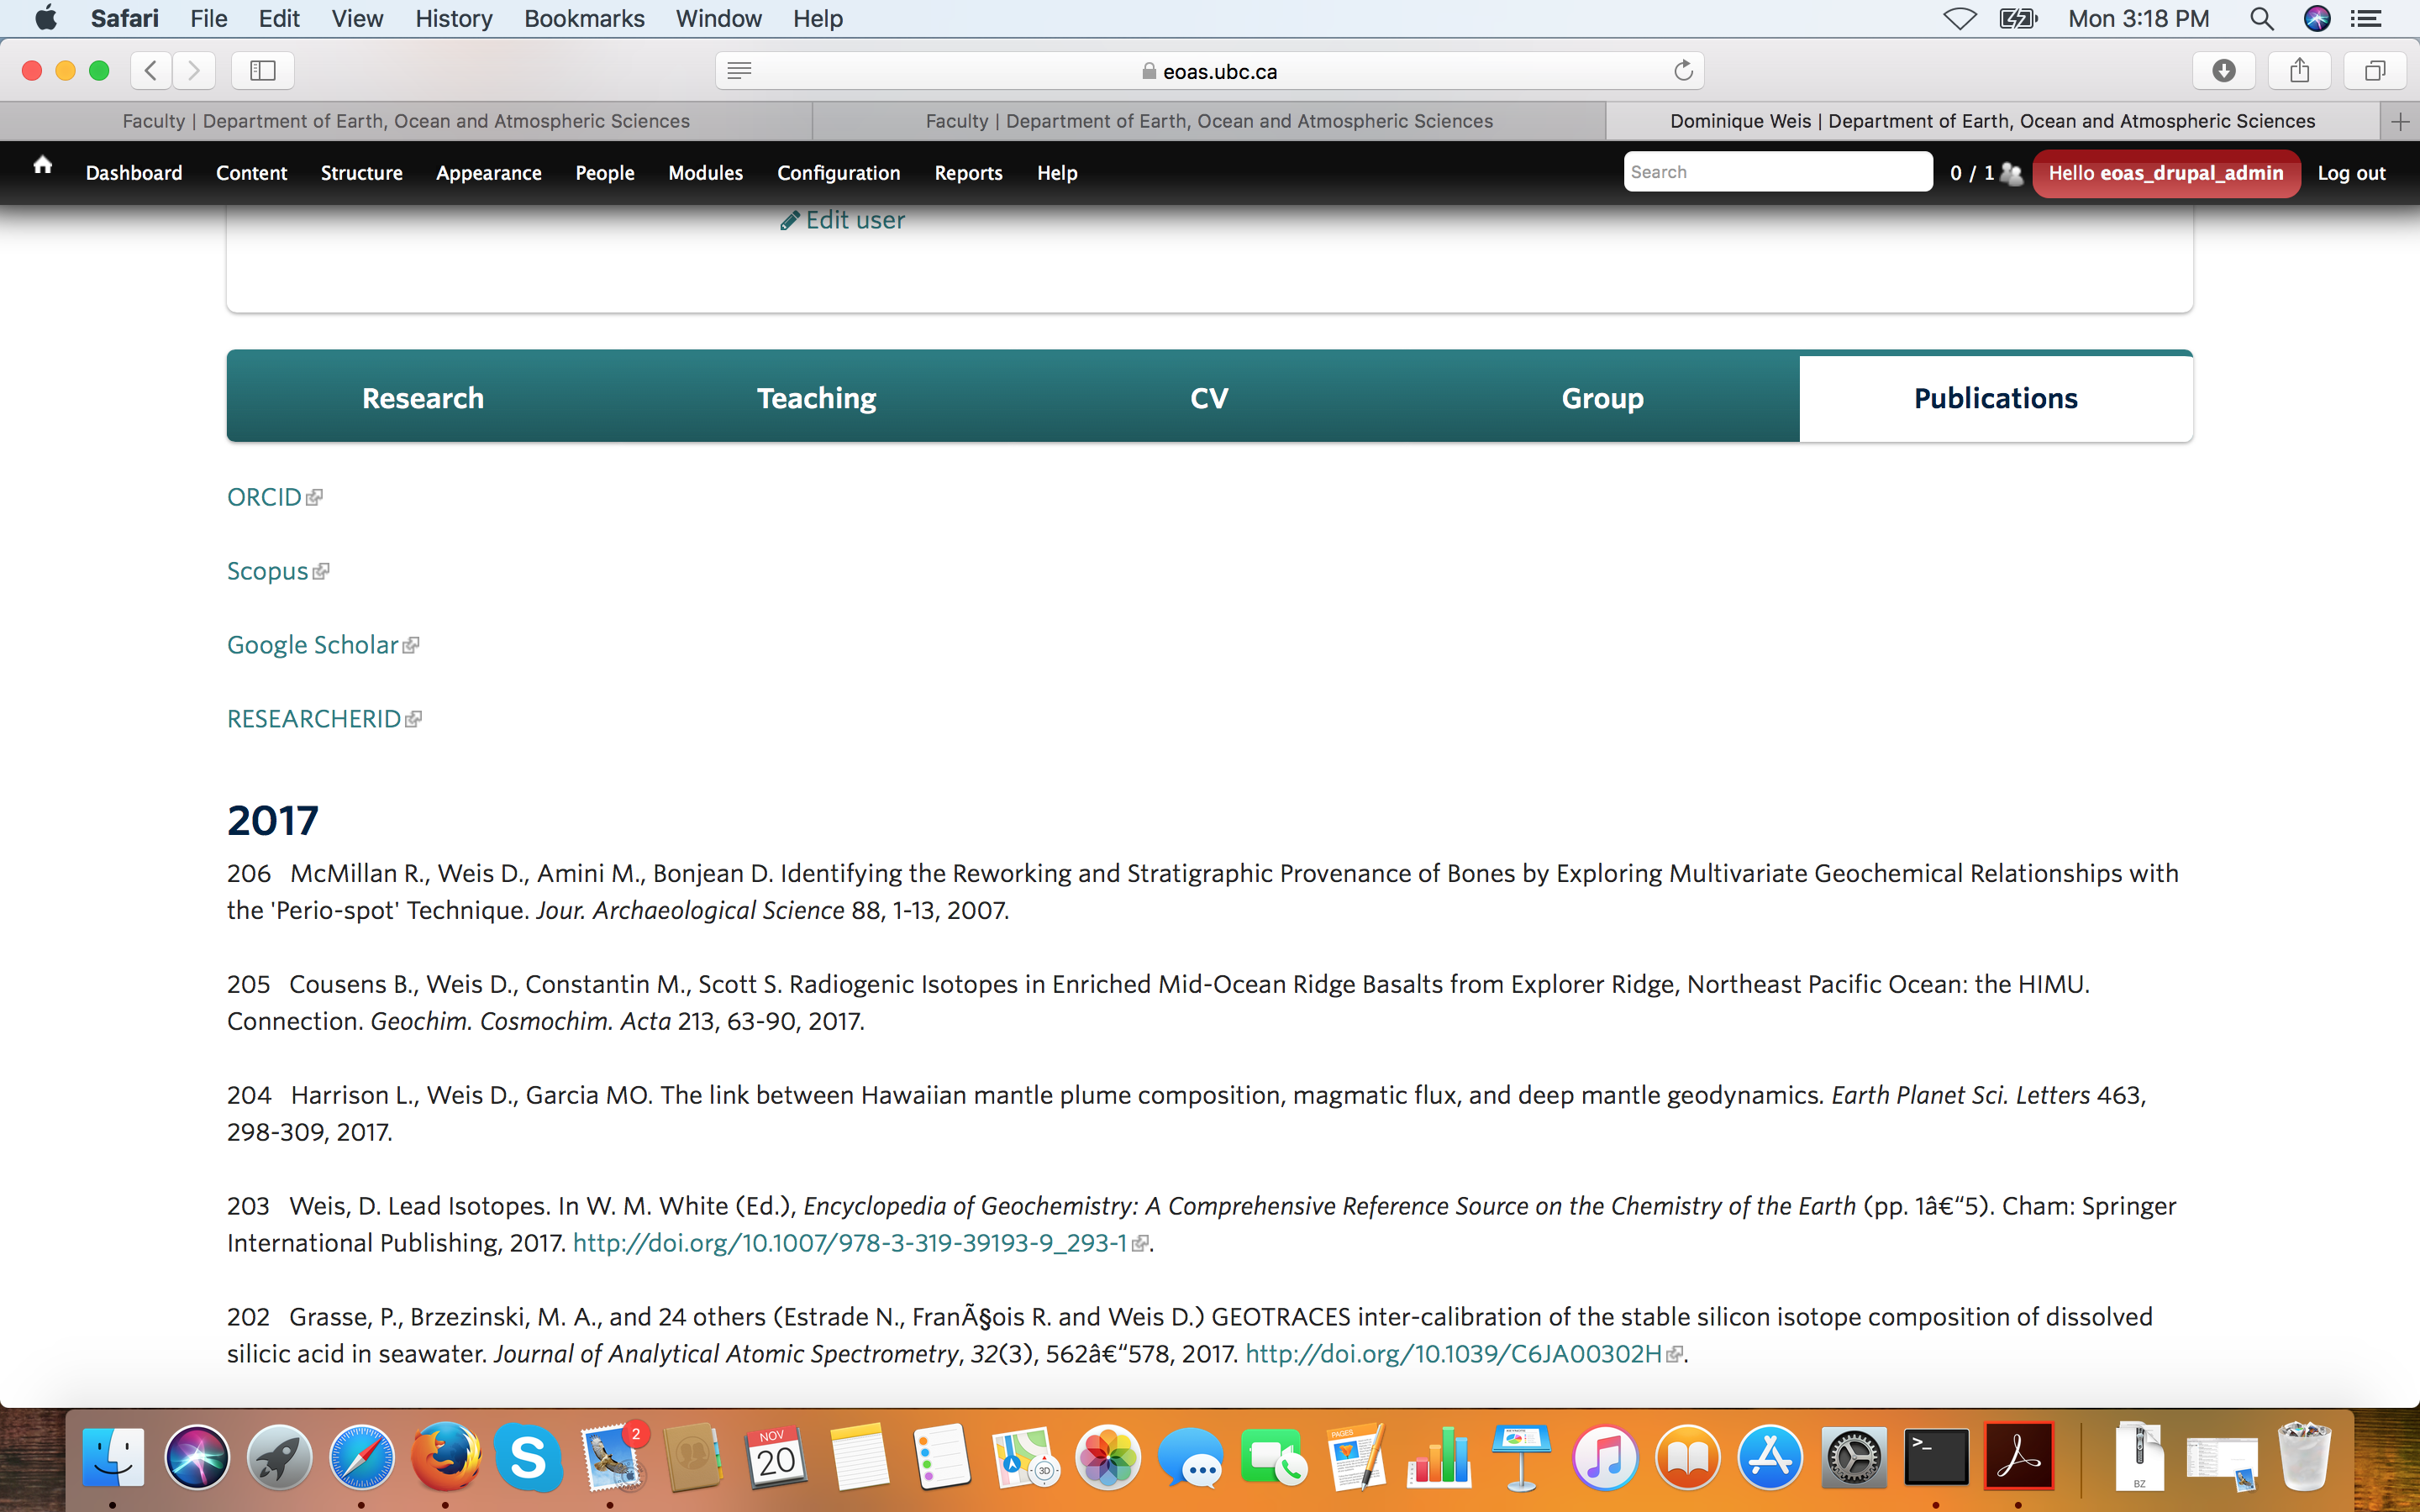 Safari File Edit View History Bookmarks Window Help Mon 3:18 PM
eoas.ubc.ca
Faculty | Department of Earth, Ocean and Atmospheric Sciences Faculty | Department of Earth, Ocean and Atmospheric Sciences Dominique Weis | Department of Earth, Ocean and Atmospheric Sciences
Dashboard Content Structure Appearance People Modules Configuration Reports Help Search 0 / 1 Hello eoas_drupal_admin Log out
Edit user
Research Teaching CV Group Publications
ORCID
Scopus
Google Scholar
RESEARCHERID
2017
206 McMillan R., Weis D., Amini M., Bonjean D. Identifying the Reworking and Stratigraphic Provenance of Bones by Exploring Multivariate Geochemical Relationships with
the 'Perio-spot' Technique. Jour. Archaeological Science 88, 1-13, 2007.
205 Cousens B., Weis D., Constantin M., Scott S. Radiogenic Isotopes in Enriched Mid-Ocean Ridge Basalts from Explorer Ridge, Northeast Pacific Ocean: the HIMU.
Connection. Geochim. Cosmochim. Acta 213, 63-90, 2017.
204 Harrison L., Weis D., Garcia MO. The link between Hawaiian mantle plume composition, magmatic flux, and deep mantle geodynamics. Earth Planet Sci. Letters 463,
298-309, 2017.
203 Weis, D. Lead Isotopes. In W. M. White (Ed.), Encyclopedia of Geochemistry: A Comprehensive Reference Source on the Chemistry of the Earth (pp. 1â€“5). Cham: Springer
International Publishing, 2017. http://doi.org/10.1007/978-3-319-39193-9_293-1.
202 Grasse, P., Brzezinski, M. A., and 24 others (Estrade N., FranÃ§ois R. and Weis D.) GEOTRACES inter-calibration of the stable silicon isotope composition of dissolved
silicic acid in seawater. Journal of Analytical Atomic Spectrometry, 32(3), 562â€“578, 2017. http://doi.org/10.1039/C6JA00302H.
2
NOV
20
3D
PAGES
>_
BZ